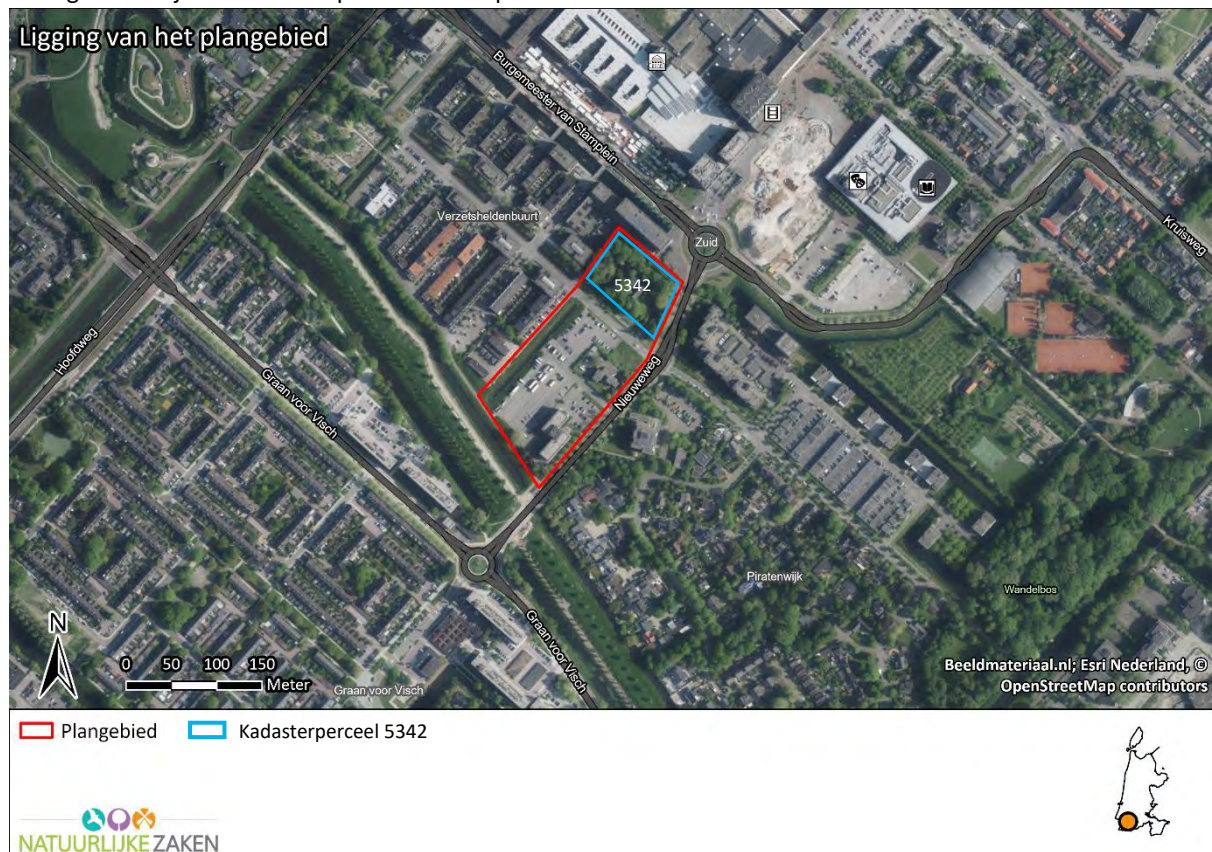 Ligging van het plangebied
Burgemeester van Stamplein
Verzetsheldenbuurt
Zuid
5342
Kruisweg
Hoofdweg
Graan voor Visch
Nieuweweg
Piratenwijk
Wandelbos
Graan voor Visch
N
0 50 100 150
Meter
Graan voor Visch
Beeldmateriaal.nl; Esri Nederland, ©
OpenStreetMap contributors
Plangebied
Kadasterperceel 5342
NATUURLIJKE ZAKEN